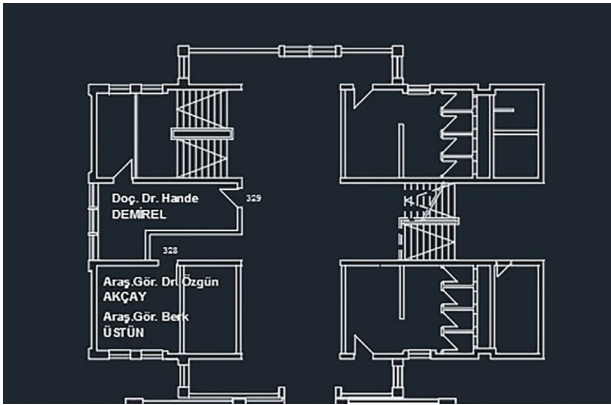 Doç. Dr. Hande
DEMİREL
329
328
Araş.Gör. Dr. Özgün
AKÇAY
Araş.Gör. Berk
ÜSTÜN